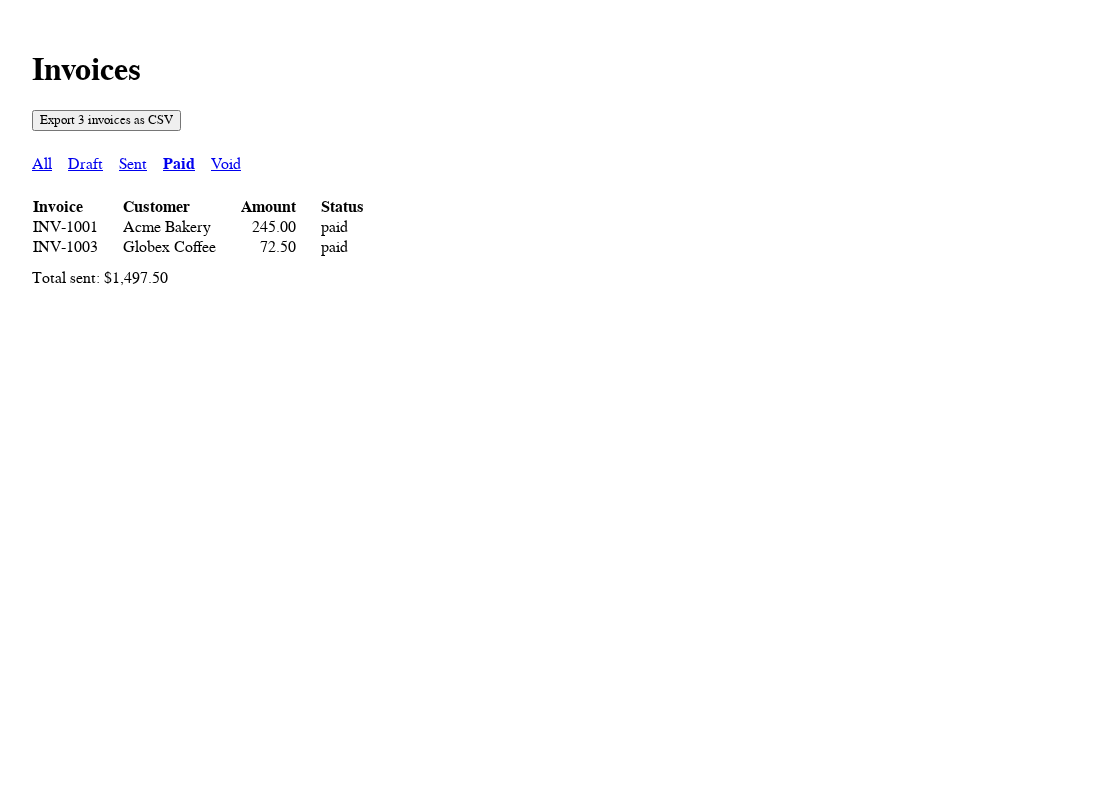 Invoices
Export 3 invoices as CSV
All Draft Sent Paid Void
Invoice Customer Amount Status
INV-1001 Acme Bakery 245.00 paid
INV-1003 Globex Coffee 72.50 paid
Total sent: $1,497.50